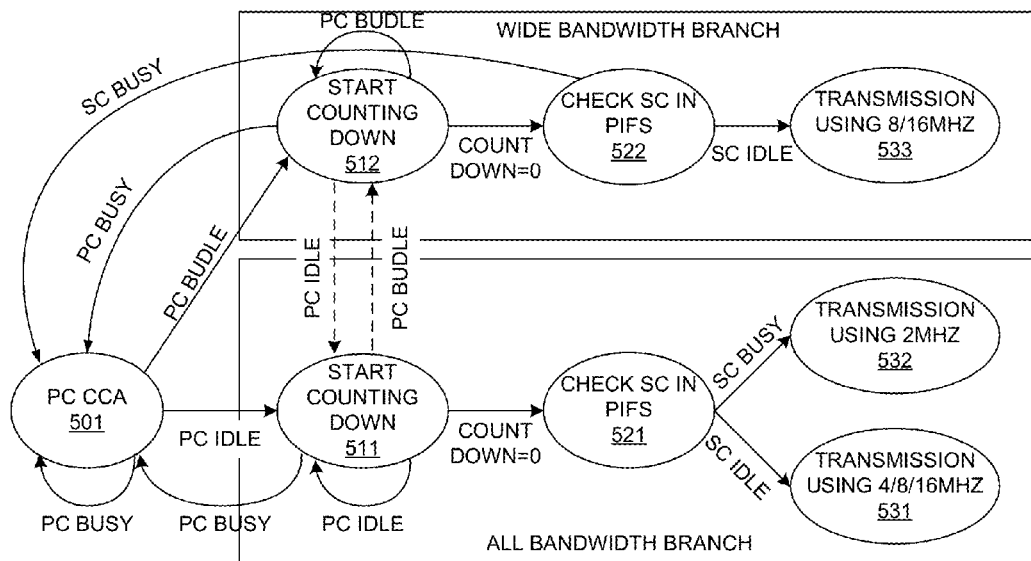 PC BUDLE
WIDE BANDWIDTH BRANCH
SC BUSY
START
COUNTING
DOWN
512
COUNT
DOWN=0
CHECK SC IN
PIFS
522
SC IDLE
TRANSMISSION
USING 8/16MHZ
533
PC BUSY
PC BUDLE
PC IDLE
PC BUDLE
PC CCA
501
PC BUSY
PC IDLE
PC BUSY
START
COUNTING
DOWN
511
PC IDLE
COUNT
DOWN=0
CHECK SC IN
PIFS
521
SC BUSY
SC IDLE
TRANSMISSION
USING 2MHZ
532
TRANSMISSION
USING 4/8/16MHZ
531
ALL BANDWIDTH BRANCH